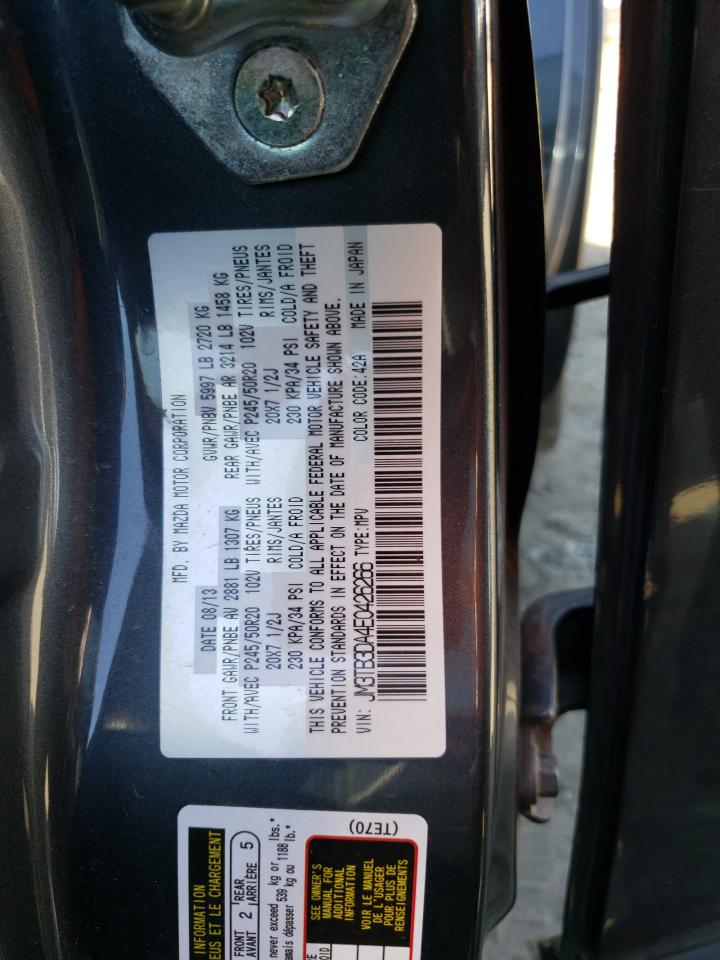 MFD. BY MAZDA MOTOR CORPORATION
DATE 08/13 GVWR/PNBV 5997 LB 2720 KG
FRONT GAWR/PNBE AV 2881 LB 1307 KG REAR GAWR/PNBE AR 3214 LB 1458 KG
WITH/AVEC P245/50R20 102V TIRES/PNEUS WITH/AVEC P245/50R20 102V TIRES/PNEUS
20X7 1/2J RIMS/JANTES 20X7 1/2J RIMS/JANTES
230 KPA/34 PSI COLD/A FROID 230 KPA/34 PSI COLD/A FROID
THIS VEHICLE CONFORMS TO ALL APPLICABLE FEDERAL MOTOR VEHICLE SAFETY AND THEFT
PREVENTION STANDARDS IN EFFECT ON THE DATE OF MANUFACTURE SHOWN ABOVE.
VIN: JM3TB3DA4E0426266 TYPE:MPV COLOR CODE:42A MADE IN JAPAN
INFORMATION
EUS ET LE CHARGEMENT
FRONT 2 REAR 5
AVANT ARRIÈRE
never exceed 539 kg or 1188 lbs.*
amais dépasser kg ou lb.*
SEE OWNER'S
MANUAL FOR
ADDITIONAL
INFORMATION
VOIR LE MANUEL
DE L'USAGER
POUR PLUS DE
RENSEIGNEMENTS
(TE70)